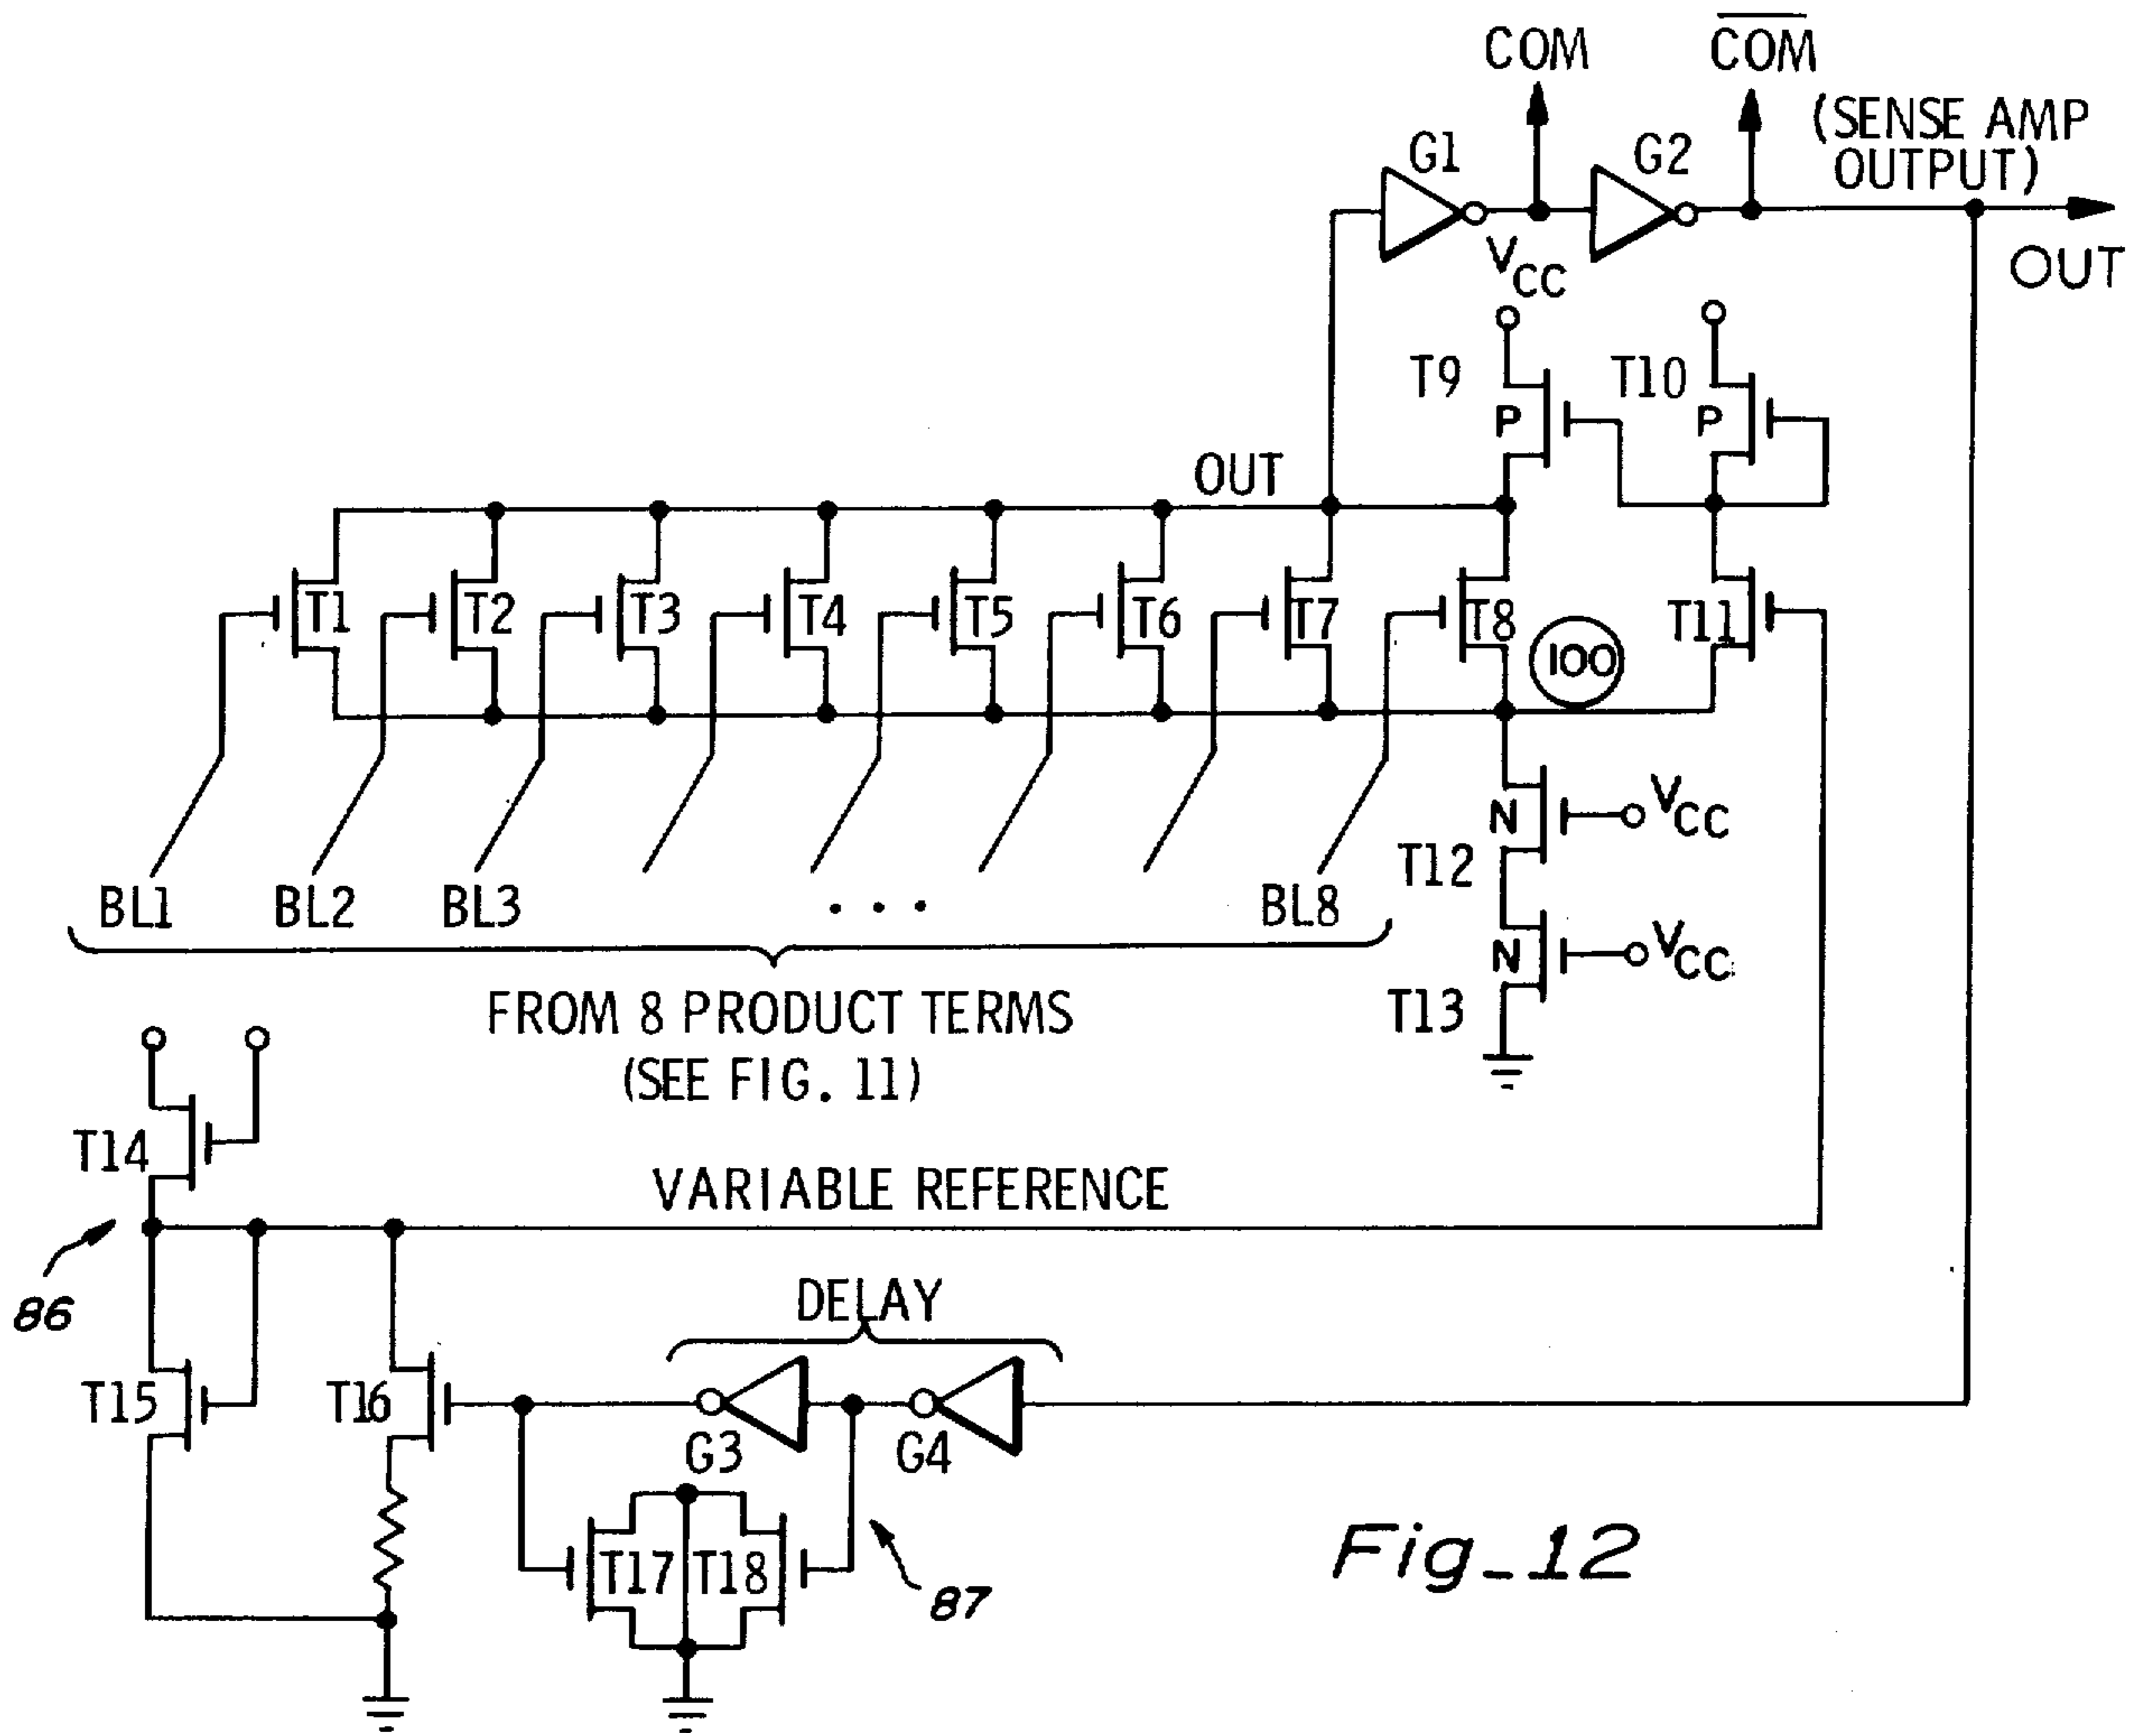 COM
COM
(SENSE AMP
OUTPUT)
G1
G2
OUT
VCC
T9
P
T10
P
OUT
T1
T2
T3
T4
T5
T6
T7
T8
100
T11
N
VCC
T12
N
VCC
T13
BL1
BL2
BL3
. . .
BL8
FROM 8 PRODUCT TERMS
(SEE FIG. 11)
T14
VARIABLE REFERENCE
86
DELAY
T15
T16
G3
G4
T17
T18
87
Fig_12